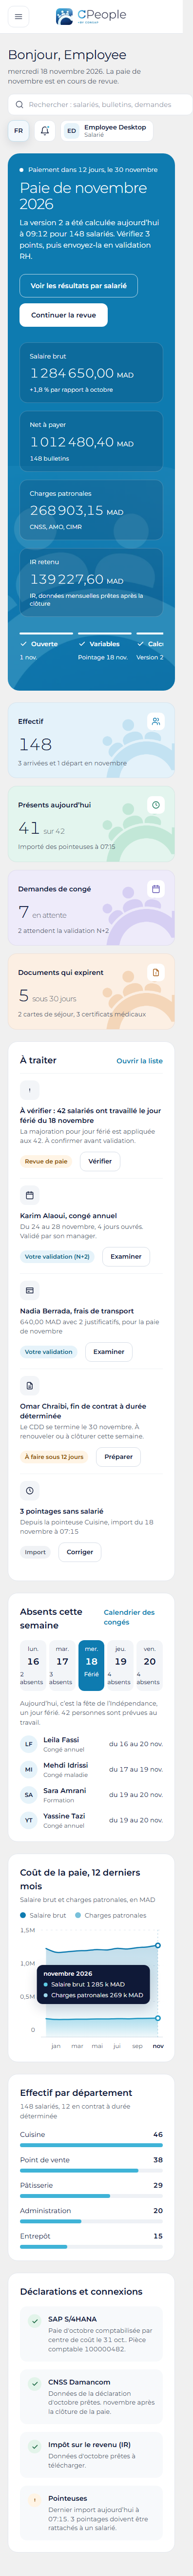 CPeople
Bonjour, Employee
mercredi 18 novembre 2026. La paie de
novembre est en cours de revue.
Rechercher : salariés, bulletins, demandes
FR
ED
Employee Desktop
Salarié
Paiement dans 12 jours, le 30 novembre
Paie de novembre
2026
La version 2 a été calculée aujourd'hui
à 09:12 pour 148 salariés. Vérifiez 3
points, puis envoyez-la en validation
RH.
Voir les résultats par salarié
Continuer la revue
Salaire brut
1 284 650,00 MAD
+1,8 % par rapport à octobre
Net à payer
1 012 480,40 MAD
148 bulletins
Charges patronales
268 903,15 MAD
CNSS, AMO, CIMR
IR retenu
139 227,60 MAD
IR, données mensuelles prêtes après la
clôture
Ouverte
1 nov.
Variables
Pointage 18 nov.
Calcu
Version 2
Effectif
148
3 arrivées et 1 départ en novembre
Présents aujourd'hui
41 sur 42
Importé des pointeuses à 07:15
Demandes de congé
7 en attente
2 attendent la validation N+2
Documents qui expirent
5 sous 30 jours
2 cartes de séjour, 3 certificats médicaux
À traiter
Ouvrir la liste
À vérifier : 42 salariés ont travaillé le jour
férié du 18 novembre
La majoration pour jour férié est appliquée
aux 42. À confirmer avant validation.
Revue de paie
Vérifier
Karim Alaoui, congé annuel
Du 24 au 28 novembre, 4 jours ouvrés.
Validé par son manager.
Votre validation (N+2)
Examiner
Nadia Berrada, frais de transport
640,00 MAD avec 2 justificatifs, pour la paie
de novembre
Votre validation
Examiner
Omar Chraibi, fin de contrat à durée
déterminée
Le CDD se termine le 30 novembre. À
renouveler ou à clôturer cette semaine.
À faire sous 12 jours
Préparer
3 pointages sans salarié
Depuis la pointeuse Cuisine, import du 18
novembre à 07:15
Import
Corriger
Absents cette
semaine
Calendrier des
congés
lun.
16
2
absents
mar.
17
3
absents
mer.
18
Férié
jeu.
19
4
absents
ven.
20
4
absents
Aujourd'hui, c'est la fête de l'Indépendance,
un jour férié. 42 personnes sont prévues au
travail.
LF
Leila Fassi
Congé annuel
du 16 au 20 nov.
MI
Mehdi Idrissi
Congé maladie
du 17 au 19 nov.
SA
Sara Amrani
Formation
du 19 au 20 nov.
YT
Yassine Tazi
Congé annuel
du 19 au 20 nov.
Coût de la paie, 12 derniers
mois
Salaire brut et charges patronales, en MAD
Salaire brut
Charges patronales
1,5M
1,0M
0,5M
0
novembre 2026
Salaire brut 1 285 k MAD
Charges patronales 269 k MAD
jan
mar
mai
jui
sep
nov
Effectif par département
148 salariés, 12 en contrat à durée
déterminée
Cuisine 46
Point de vente 38
Pâtisserie 29
Administration 20
Entrepôt 15
Déclarations et connexions
SAP S/4HANA
Paie d'octobre comptabilisée par
centre de coût le 31 oct.. Pièce
comptable 100000482.
CNSS Damancom
Données de la déclaration
d'octobre prêtes. novembre après
la clôture de la paie.
Impôt sur le revenu (IR)
Données d'octobre prêtes à
télécharger.
Pointeuses
Dernier import aujourd'hui à
07:15. 3 pointages doivent être
rattachés à un salarié.